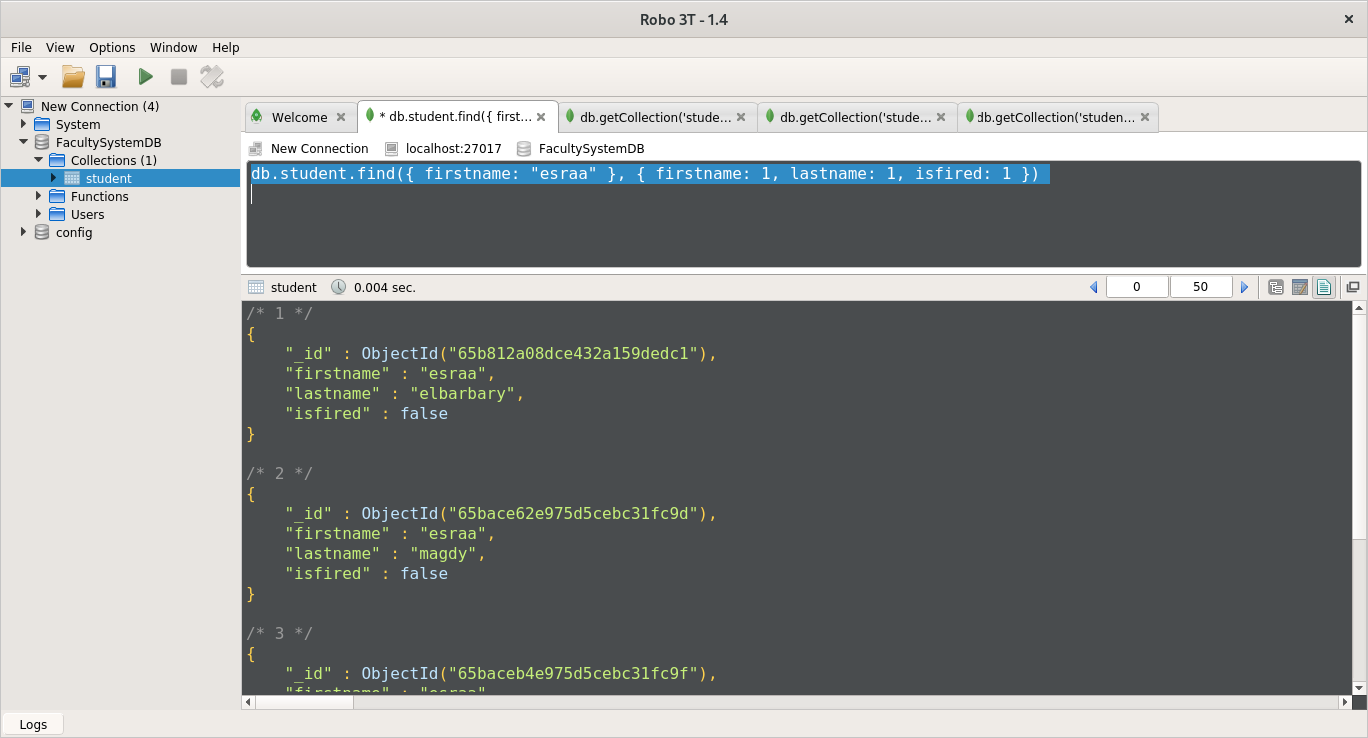 Robo 3T - 1.4
File View Options Window Help
New Connection (4)
System
FacultySystemDB
Collections (1)
student
Functions
Users
config
Welcome
* db.student.find({ first...
db.getCollection('stude...
db.getCollection('stude...
db.getCollection('studen...
New Connection localhost:27017 FacultySystemDB
db.student.find({ firstname: "esraa" }, { firstname: 1, lastname: 1, isfired: 1 })
student 0.004 sec. 0 50
/* 1 */
{
"_id" : ObjectId("65b812a08dce432a159dedc1"),
"firstname" : "esraa",
"lastname" : "elbarbary",
"isfired" : false
}
/* 2 */
{
"_id" : ObjectId("65bace62e975d5cebc31fc9d"),
"firstname" : "esraa",
"lastname" : "magdy",
"isfired" : false
}
/* 3 */
{
"_id" : ObjectId("65baceb4e975d5cebc31fc9f"),
"firstname" : "esraa"
Logs